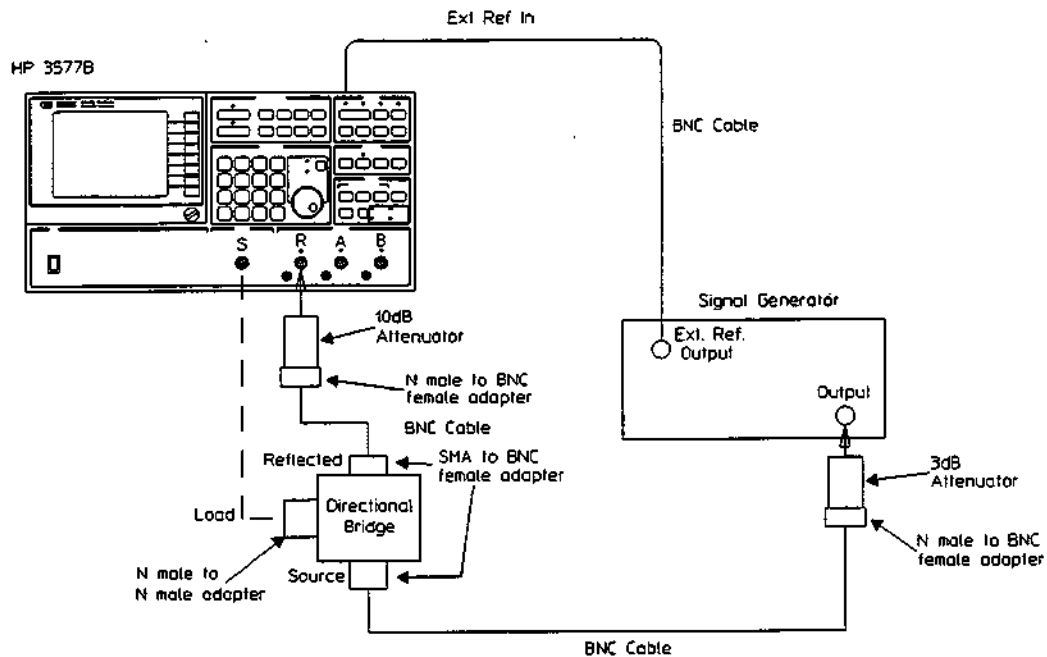 Ext Ref In
HP 3577B
BNC Cable
S
R
A
B
Signal Generator
10dB
Attenuator
Ext. Ref.
Output
N male to BNC
female adapter
Output
BNC Cable
Reflected
SMA to BNC
female adapter
3dB
Attenuator
Load
Directional
Bridge
N male to BNC
female adapter
N male to
N male adapter
Source
BNC Cable